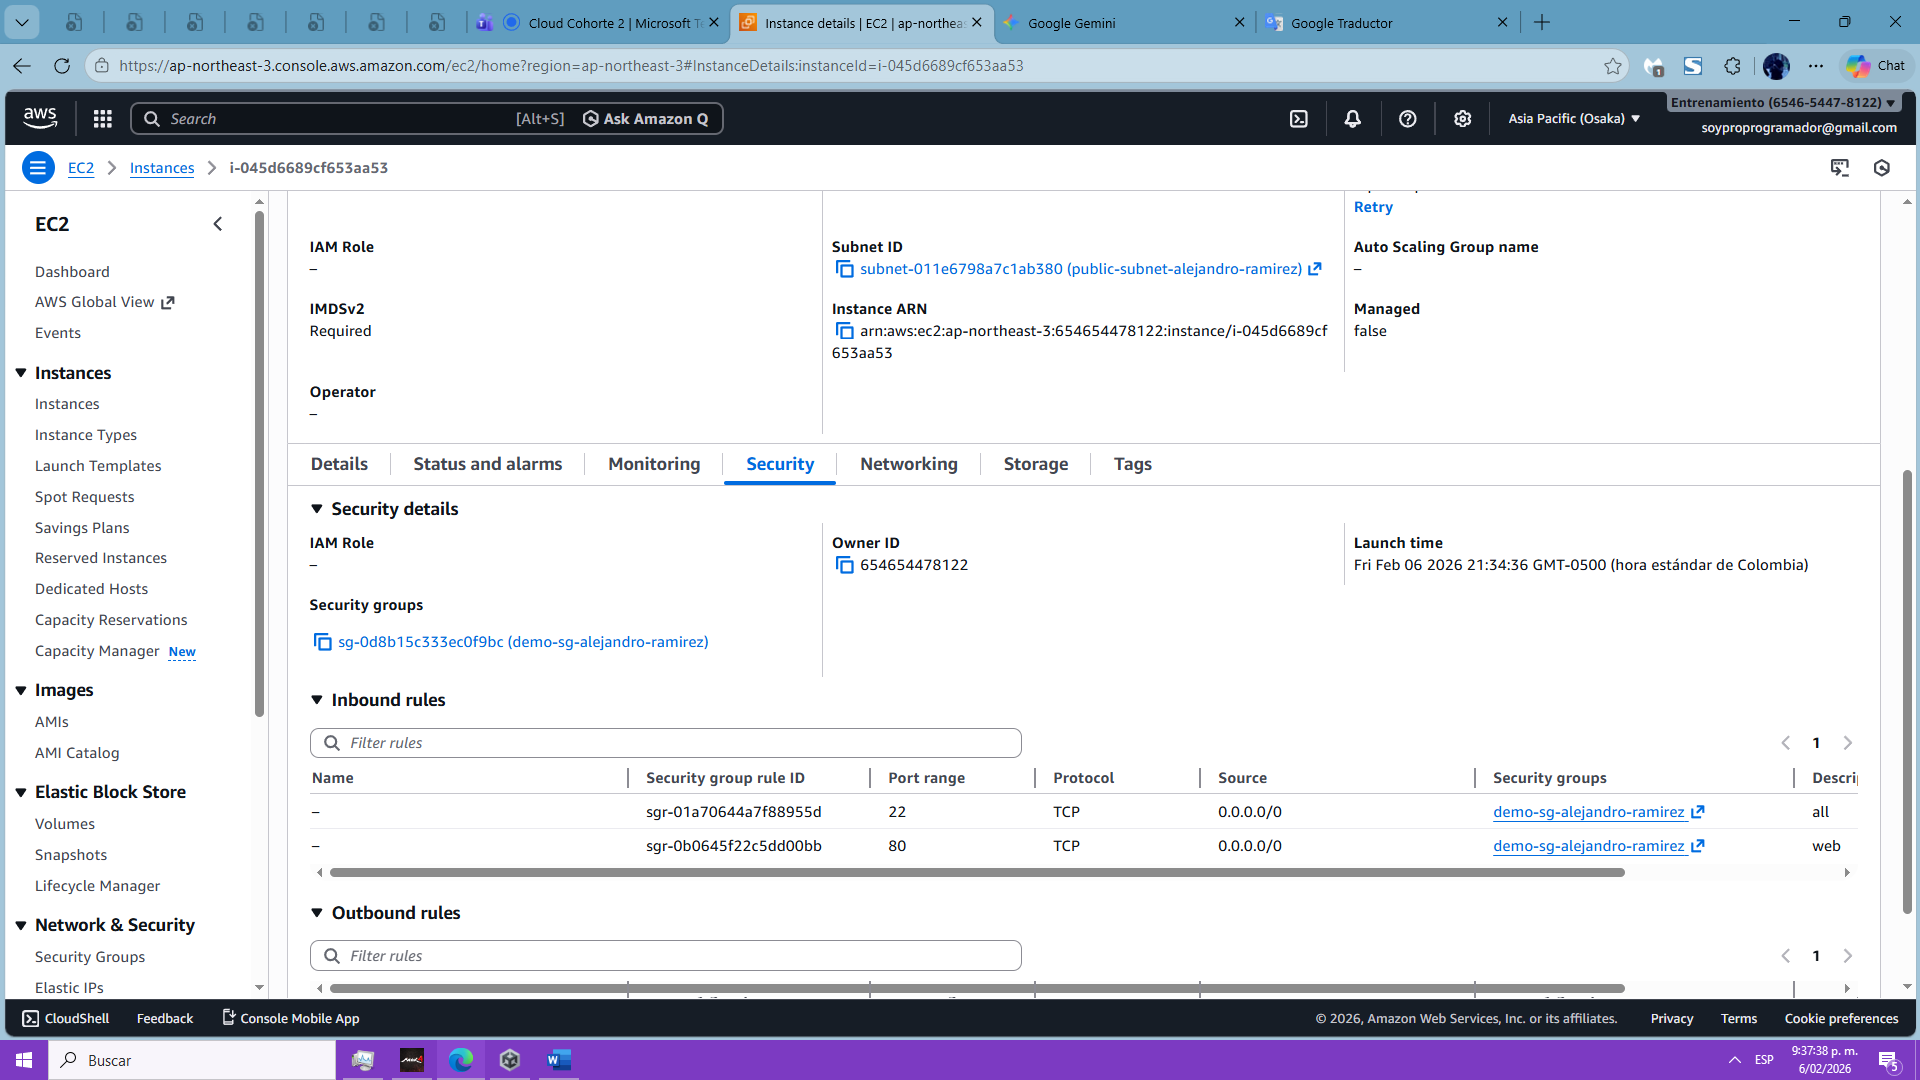 Cloud Cohorte 2 | Microsoft Te
Instance details | EC2 | ap-northeas
Google Gemini
Google Traductor
https://ap-northeast-3.console.aws.amazon.com/ec2/home?region=ap-northeast-3#InstanceDetails:instanceId=i-045d6689cf653aa53
1
Chat
aws
Search
[Alt+S]
Ask Amazon Q
Asia Pacific (Osaka)
Entrenamiento (6546-5447-8122)
soyproprogramador@gmail.com
EC2
Instances
i-045d6689cf653aa53
EC2
Dashboard
AWS Global View
Events
Instances
Instances
Instance Types
Launch Templates
Spot Requests
Savings Plans
Reserved Instances
Dedicated Hosts
Capacity Reservations
Capacity Manager New
Images
AMIs
AMI Catalog
Elastic Block Store
Volumes
Snapshots
Lifecycle Manager
Network & Security
Security Groups
Elastic IPs
Retry
IAM Role
–
Subnet ID
subnet-011e6798a7c1ab380 (public-subnet-alejandro-ramirez)
Auto Scaling Group name
–
IMDSv2
Required
Instance ARN
arn:aws:ec2:ap-northeast-3:654654478122:instance/i-045d6689cf
653aa53
Managed
false
Operator
–
Details
Status and alarms
Monitoring
Security
Networking
Storage
Tags
Security details
IAM Role
–
Owner ID
654654478122
Launch time
Fri Feb 06 2026 21:34:36 GMT-0500 (hora estándar de Colombia)
Security groups
sg-0d8b15c333ec0f9bc (demo-sg-alejandro-ramirez)
Inbound rules
Filter rules
1
Name
Security group rule ID
Port range
Protocol
Source
Security groups
Descrip
–
sgr-01a70644a7f88955d
22
TCP
0.0.0.0/0
demo-sg-alejandro-ramirez
all
–
sgr-0b0645f22c5dd00bb
80
TCP
0.0.0.0/0
demo-sg-alejandro-ramirez
web
Outbound rules
Filter rules
1
CloudShell
Feedback
Console Mobile App
© 2026, Amazon Web Services, Inc. or its affiliates.
Privacy
Terms
Cookie preferences
Buscar
ESP
9:37:38 p. m.
6/02/2026
5